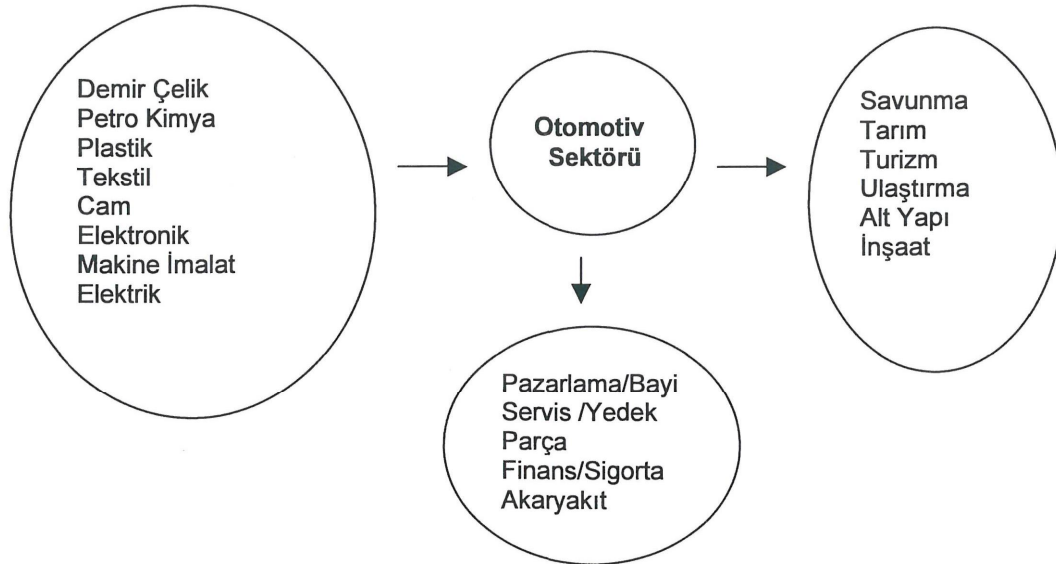 Demir Çelik
Petro Kimya
Plastik
Tekstil
Cam
Elektronik
Makine İmalat
Elektrik
Otomotiv
Sektörü
Savunma
Tarım
Turizm
Ulaştırma
Alt Yapı
İnşaat
Pazarlama/Bayi
Servis /Yedek
Parça
Finans/Sigorta
Akaryakıt